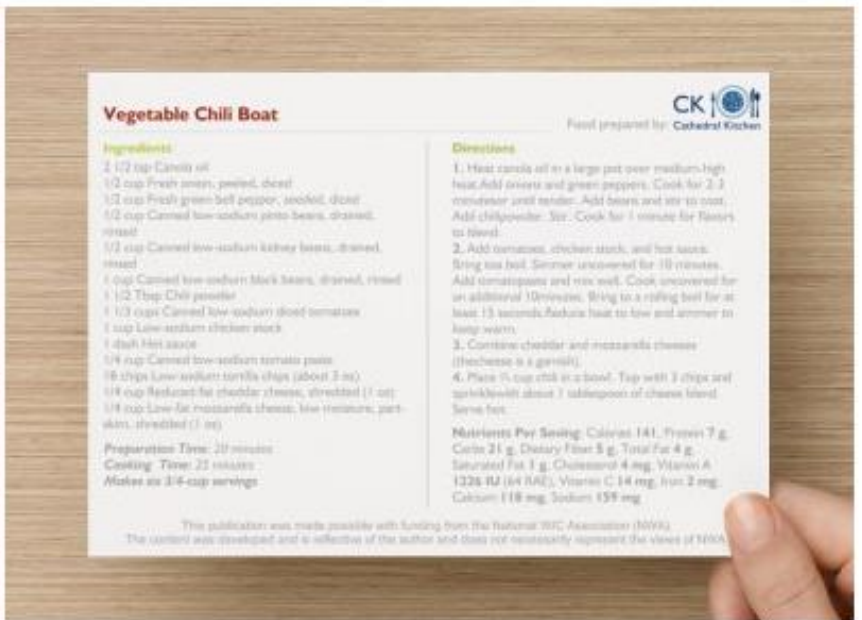 Vegetable Chili Boat
CK
Food prepared by: Cathedral Kitchen
Ingredients
2 1/2 tsp Canola oil
1/2 cup Fresh onion, peeled, diced
1/2 cup Fresh green bell pepper, seeded, diced
1/2 cup Canned low-sodium pinto beans, drained,
rinsed
1/2 cup Canned low-sodium kidney beans, drained,
rinsed
1 cup Canned low-sodium black beans, drained, rinsed
1 1/2 Tbsp Chili powder
1 1/3 cups Canned low-sodium diced tomatoes
1 cup Low-sodium chicken stock
1 dash Hot sauce
1/4 cup Canned low-sodium tomato paste
18 chips Low-sodium tortilla chips (about 3 oz)
1/4 cup Reduced-fat cheddar cheese, shredded (1 oz)
1/4 cup Low-fat mozzarella cheese, low moisture, part-
skim, shredded (1 oz)
Preparation Time: 20 minutes
Cooking Time: 25 minutes
Makes six 3/4-cup servings
Directions
1. Heat canola oil in a large pot over medium-high
heat.Add onions and green peppers. Cook for 2-3
minutesor until tender. Add beans and stir to coat.
Add chilipowder. Stir. Cook for 1 minute for flavors
to blend.
2. Add tomatoes, chicken stock, and hot sauce.
Bring toa boil. Simmer uncovered for 10 minutes.
Add tomatopaste and mix well. Cook uncovered for
an additional 10minutes. Bring to a rolling boil for at
least 15 seconds.Reduce heat to low and simmer to
keep warm.
3. Combine cheddar and mozzarella cheeses
(thecheese is a garnish).
4. Place ¾ cup chili in a bowl. Top with 3 chips and
sprinklewith about 1 tablespoon of cheese blend.
Serve hot.
Nutrients Per Serving: Calories 141, Protein 7 g,
Carbs 21 g, Dietary Fiber 5 g, Total Fat 4 g,
Saturated Fat 1 g, Cholesterol 4 mg, Vitamin A
1226 IU (64 RAE), Vitamin C 14 mg, Iron 2 mg,
Calcium 118 mg, Sodium 159 mg
This publication was made possible with funding from the National WIC Association (NWA).
The content was developed and is reflective of the author and does not necessarily represent the views of NWA.